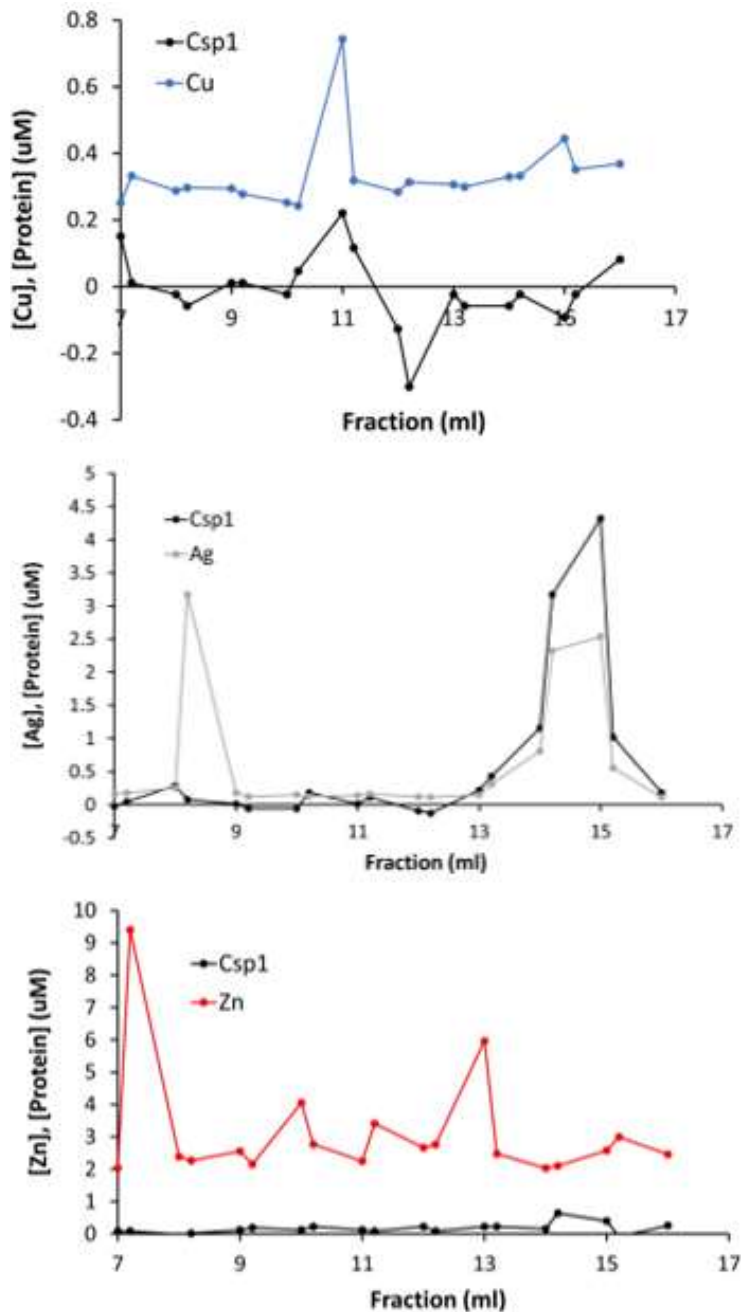 0.8
Csp1
Cu
0.6
0.4
0.2
0
-0.2
-0.4
7 9 11 13 15 17
[Cu], [Protein] (uM)
Fraction (ml)
5
4.5
Csp1
4
Ag
3.5
3
2.5
2
1.5
1
0.5
0
-0.5
7 9 11 13 15 17
[Ag], [Protein] (uM)
Fraction (ml)
10
9
Csp1
8
Zn
7
6
5
4
3
2
1
0
7 9 11 13 15 17
[Zn], [Protein] (uM)
Fraction (ml)